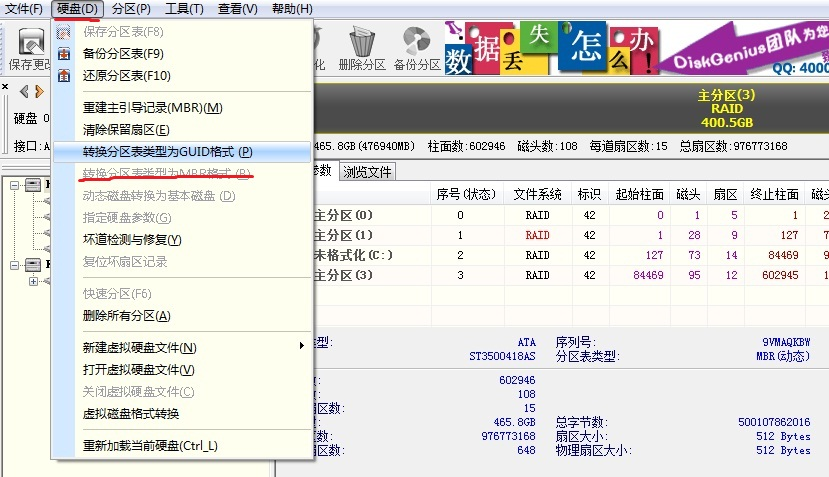 文件(F) 硬盘(D) 分区(P) 工具(T) 查看(V) 帮助(H)
保存更改
删除分区 备份分区
数据丢失怎么办!
DiskGenius团队为您
QQ: 4000
保存分区表(F8)
备份分区表(F9)
还原分区表(F10)
重建主引导记录(MBR)(M)
清除保留扇区(E)
转换分区表类型为GUID格式 (P)
转换分区表类型为MBR格式 (R)
动态磁盘转换为基本磁盘 (D)
指定硬盘参数(G)
坏道检测与修复(Y)
复位坏扇区记录
快速分区(F6)
删除所有分区(A)
新建虚拟硬盘文件(N)
打开虚拟硬盘文件(V)
关闭虚拟硬盘文件(C)
虚拟磁盘格式转换
重新加载当前硬盘(Ctrl_L)
硬盘 0
接口:A
主分区(3)
RAID
400.5GB
465.8GB(476940MB) 柱面数:602946 磁头数:108 每道扇区数:15 总扇区数:976773168
参数 浏览文件
序号(状态) 文件系统 标识 起始柱面 磁头 扇区 终止柱面 磁头
主分区(0) 0 RAID 42 0 1 5 1 2
主分区(1) 1 RAID 42 1 28 9 127 7
未格式化(C:) 2 RAID 42 127 73 14 84469 9
主分区(3) 3 RAID 42 84469 95 12 602945
类型: ATA 序列号: 9VMAQKBW
ST3500418AS 分区表类型: MBR(动态)
数: 602946
数: 108
区数: 15
465.8GB 总字节数: 500107862016
数: 976773168 扇区大小: 512 Bytes
区数: 648 物理扇区大小: 512 Bytes